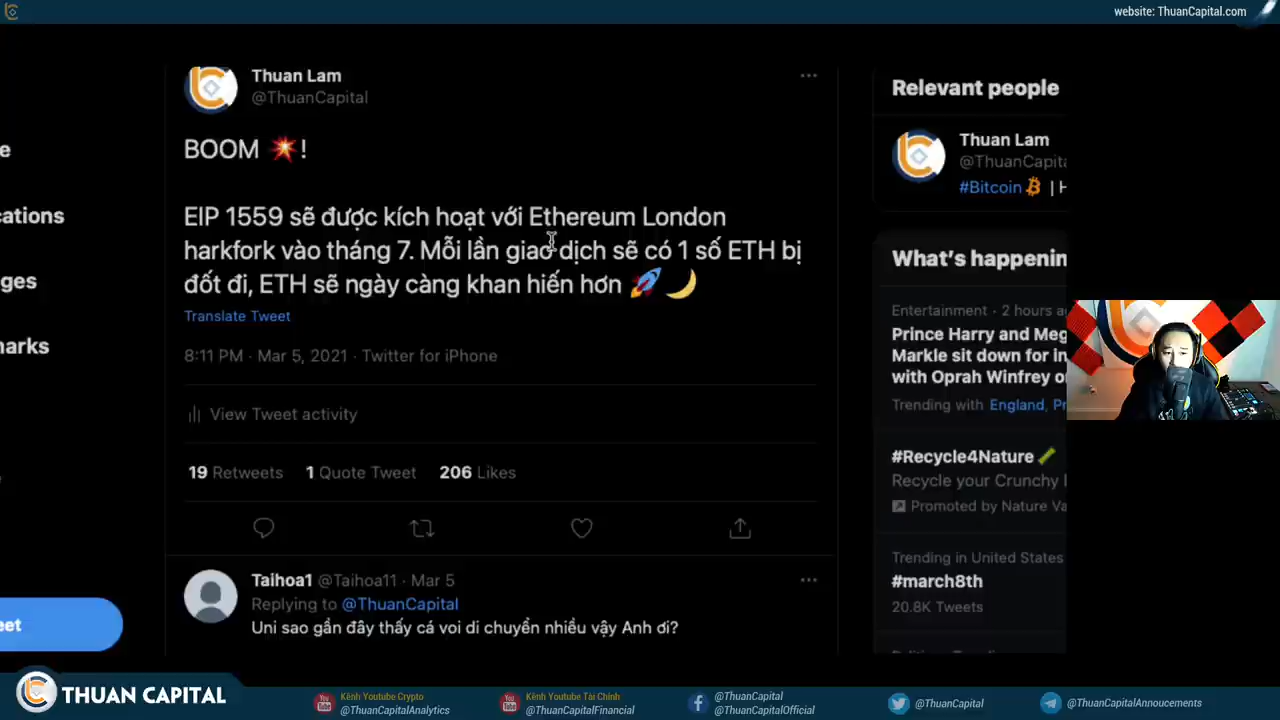 website: ThuanCapital.com
Thuan Lam
@ThuanCapital
BOOM 💥!
EIP 1559 sẽ được kích hoạt với Ethereum London
harkfork vào tháng 7. Mỗi lần giao dịch sẽ có 1 số ETH bị
đốt đi, ETH sẽ ngày càng khan hiến hơn 🚀🌙
Translate Tweet
8:11 PM · Mar 5, 2021 · Twitter for iPhone
View Tweet activity
19 Retweets 1 Quote Tweet 206 Likes
Taihoa1 @Taihoa11 · Mar 5
Replying to @ThuanCapital
Uni sao gần đây thấy cá voi di chuyển nhiều vậy Anh ơi?
e
cations
ges
narks
eet
Relevant people
Thuan Lam
@ThuanCapita
#Bitcoin | H
What's happenin
Entertainment · 2 hours a
Prince Harry and Meg
Markle sit down for in
with Oprah Winfrey o
Trending with England, Pr
#Recycle4Nature
Recycle your Crunchy
Promoted by Nature Va
Trending in United States
#march8th
20.8K Tweets
THUAN CAPITAL
Kênh Youtube Crypto
@ThuanCapitalAnalytics
Kênh Youtube Tài Chính
@ThuanCapitalFinancial
@ThuanCapital
@ThuanCapitalOfficial
@ThuanCapital
@ThuanCapitalAnnoucements